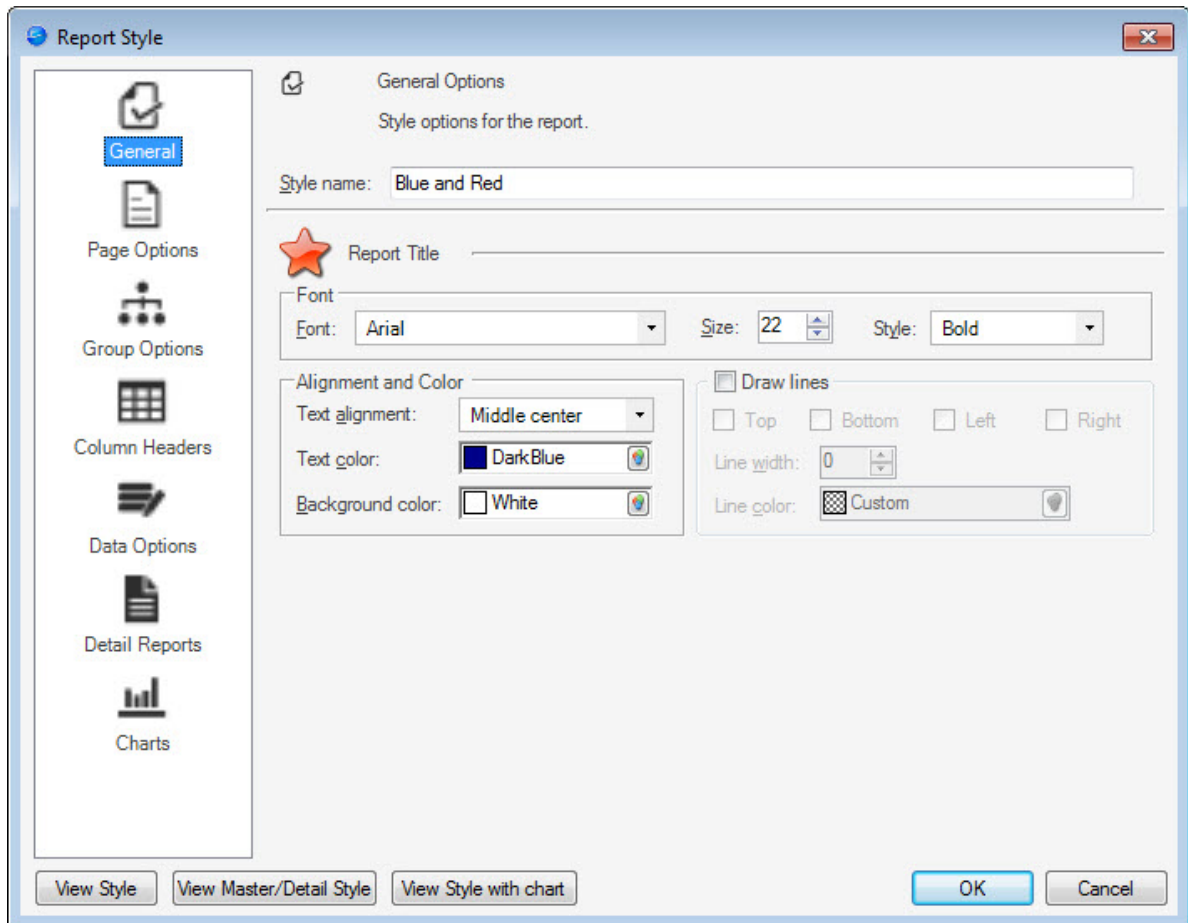 Report Style
General
Page Options
Group Options
Column Headers
Data Options
Detail Reports
Charts
General Options
Style options for the report.
Style name: Blue and Red
Report Title
Font
Font: Arial Size: 22 Style: Bold
Alignment and Color
Text alignment: Middle center
Text color: DarkBlue
Background color: White
Draw lines
Top Bottom Left Right
Line width: 0
Line color: Custom
View Style View Master/Detail Style View Style with chart OK Cancel